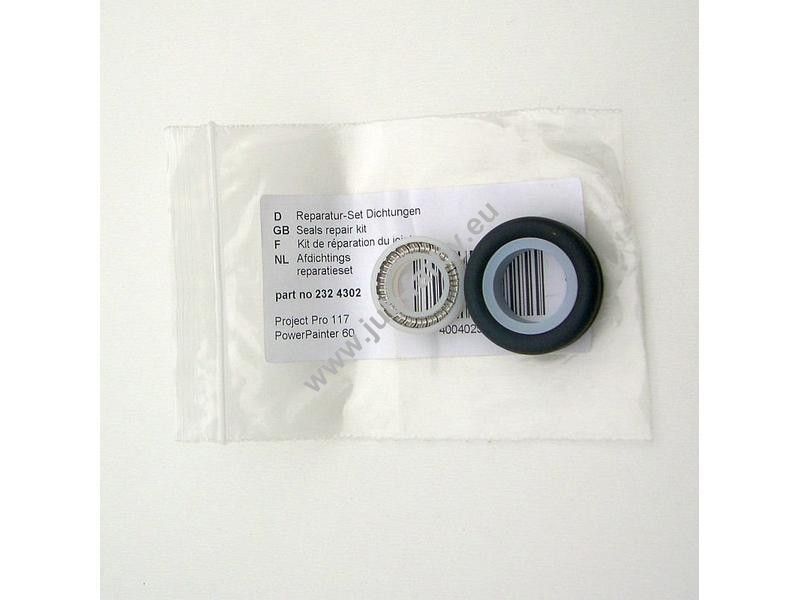 D Reparatur-Set Dichtungen
GB Seals repair kit
F Kit de réparation du
NL Afdichtings
reparatieset
part no 232 4302
Project Pro 117
PowerPainter 60